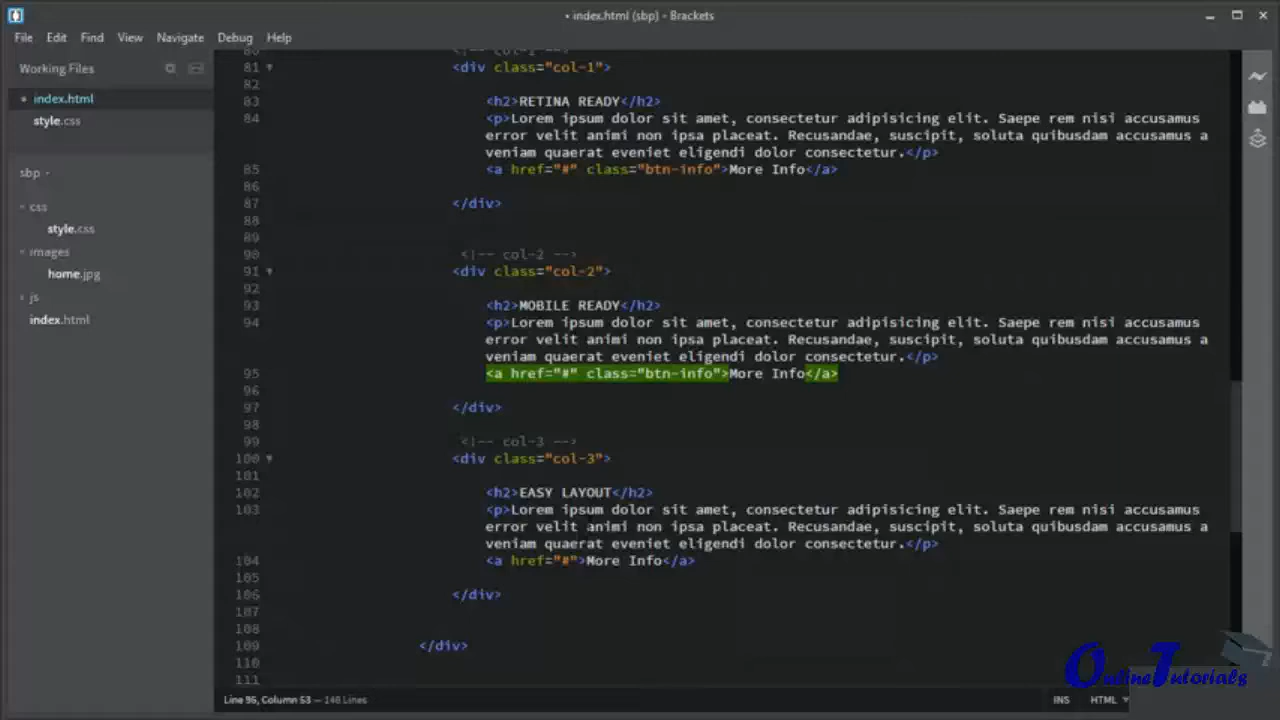 • index.html (sbp) - Brackets
File Edit Find View Navigate Debug Help
Working Files
index.html
style.css
sbp
css
style.css
images
home.jpg
js
index.html
80 <!-- col-1 -->
81 <div class="col-1">
82
83 <h2>RETINA READY</h2>
84 <p>Lorem ipsum dolor sit amet, consectetur adipisicing elit. Saepe rem nisi accusamus
error velit animi non ipsa placeat. Recusandae, suscipit, soluta quibusdam accusamus a
veniam quaerat eveniet eligendi dolor consectetur.</p>
85 <a href="#" class="btn-info">More Info</a>
86
87 </div>
88
89
90 <!-- col-2 -->
91 <div class="col-2">
92
93 <h2>MOBILE READY</h2>
94 <p>Lorem ipsum dolor sit amet, consectetur adipisicing elit. Saepe rem nisi accusamus
error velit animi non ipsa placeat. Recusandae, suscipit, soluta quibusdam accusamus a
veniam quaerat eveniet eligendi dolor consectetur.</p>
95 <a href="#" class="btn-info">More Info</a>
96
97 </div>
98
99 <!-- col-3 -->
100 <div class="col-3">
101
102 <h2>EASY LAYOUT</h2>
103 <p>Lorem ipsum dolor sit amet, consectetur adipisicing elit. Saepe rem nisi accusamus
error velit animi non ipsa placeat. Recusandae, suscipit, soluta quibusdam accusamus a
veniam quaerat eveniet eligendi dolor consectetur.</p>
104 <a href="#">More Info</a>
105
106 </div>
107
108
109 </div>
110
111
Line 95, Column 53 — 140 Lines
INS HTML
OnlineTutorials